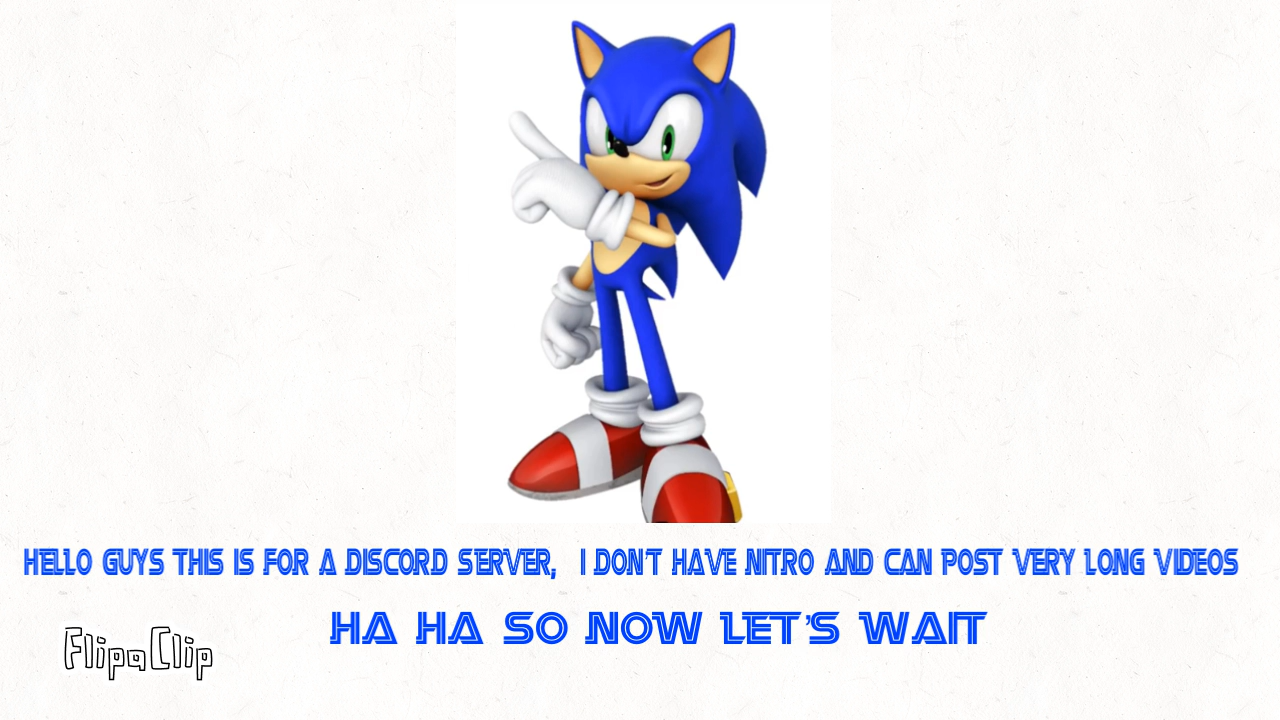 HELLO GUYS THIS IS FOR A DISCORD SERVER, I DON'T HAVE NITRO AND CAN POST VERY LONG VIDEOS
HA HA SO NOW LET'S WAIT
FlipaClip